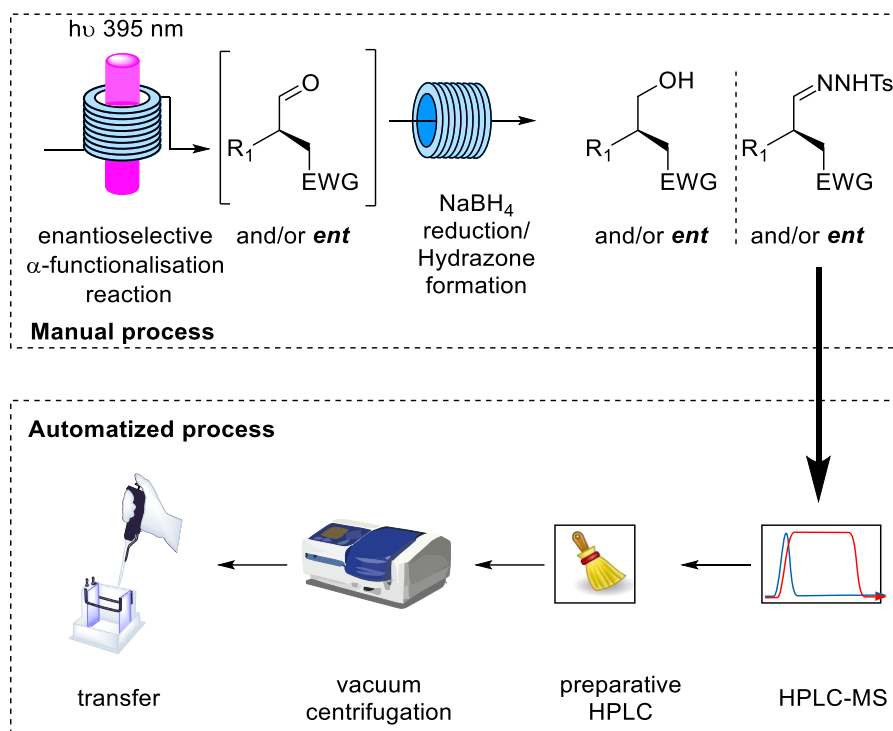 hυ 395 nm
O
R1
EWG
and/or ent
enantioselective
α-functionalisation
reaction
NaBH4
reduction/
Hydrazone
formation
OH
R1
EWG
and/or ent
NNHTs
R1
EWG
and/or ent
Manual process
Automatized process
transfer
vacuum
centrifugation
preparative
HPLC
HPLC-MS